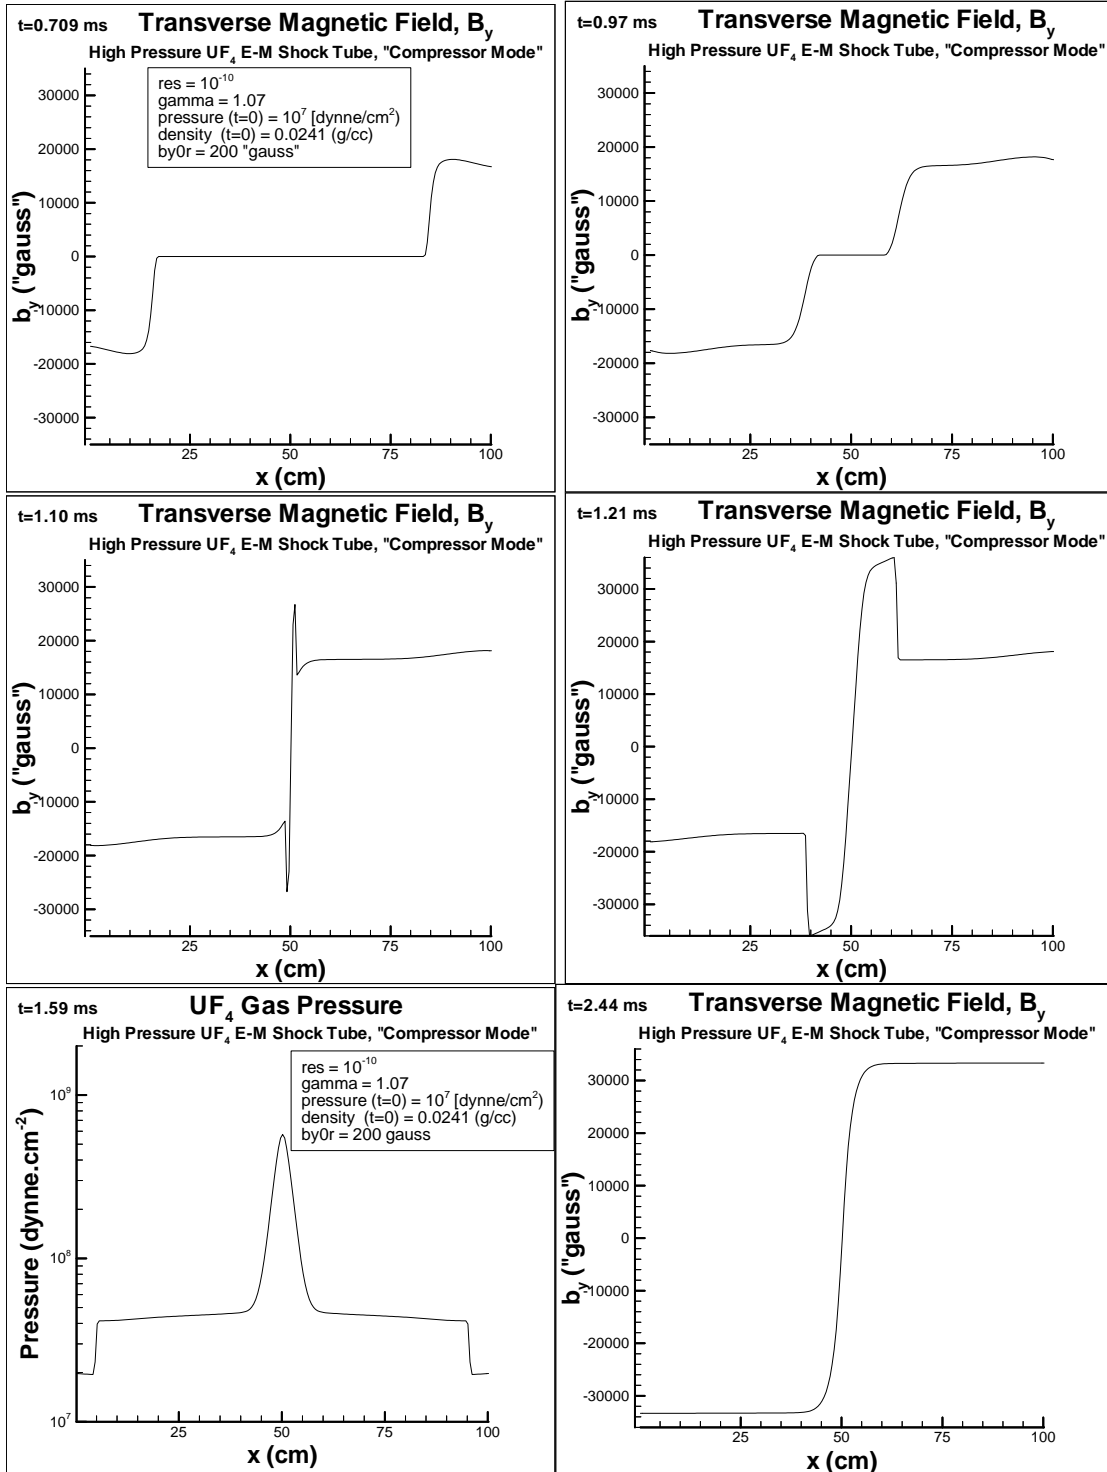 t=0.709 ms
Transverse Magnetic Field, By
High Pressure UF4 E-M Shock Tube, "Compressor Mode"
res = 10-10
gamma = 1.07
pressure (t=0) = 10^7 [dynne/cm2)
density (t=0) = 0.0241 (g/cc)
by0r = 200 "gauss"
by ("gauss")
30000
20000
10000
0
-10000
-20000
-30000
25
50
75
100
x (cm)
t=0.97 ms
Transverse Magnetic Field, By
High Pressure UF4 E-M Shock Tube, "Compressor Mode"
by ("gauss")
30000
20000
10000
0
-10000
-20000
-30000
25
50
75
100
x (cm)
t=1.10 ms
Transverse Magnetic Field, By
High Pressure UF4 E-M Shock Tube, "Compressor Mode"
by ("gauss")
30000
20000
10000
0
-10000
-20000
-30000
25
50
75
100
x (cm)
t=1.21 ms
Transverse Magnetic Field, By
High Pressure UF4 E-M Shock Tube, "Compressor Mode"
by ("gauss")
30000
20000
10000
0
-10000
-20000
-30000
25
50
75
100
x (cm)
t=1.59 ms
UF4 Gas Pressure
High Pressure UF4 E-M Shock Tube, "Compressor Mode"
res = 10-10
gamma = 1.07
pressure (t=0) = 10^7 [dynne/cm2)
density (t=0) = 0.0241 (g/cc)
by0r = 200 gauss
Pressure (dynne.cm-2)
10^9
10^8
10^7
25
50
75
100
x (cm)
t=2.44 ms
Transverse Magnetic Field, By
High Pressure UF4 E-M Shock Tube, "Compressor Mode"
by ("gauss")
30000
20000
10000
0
-10000
-20000
-30000
25
50
75
100
x (cm)